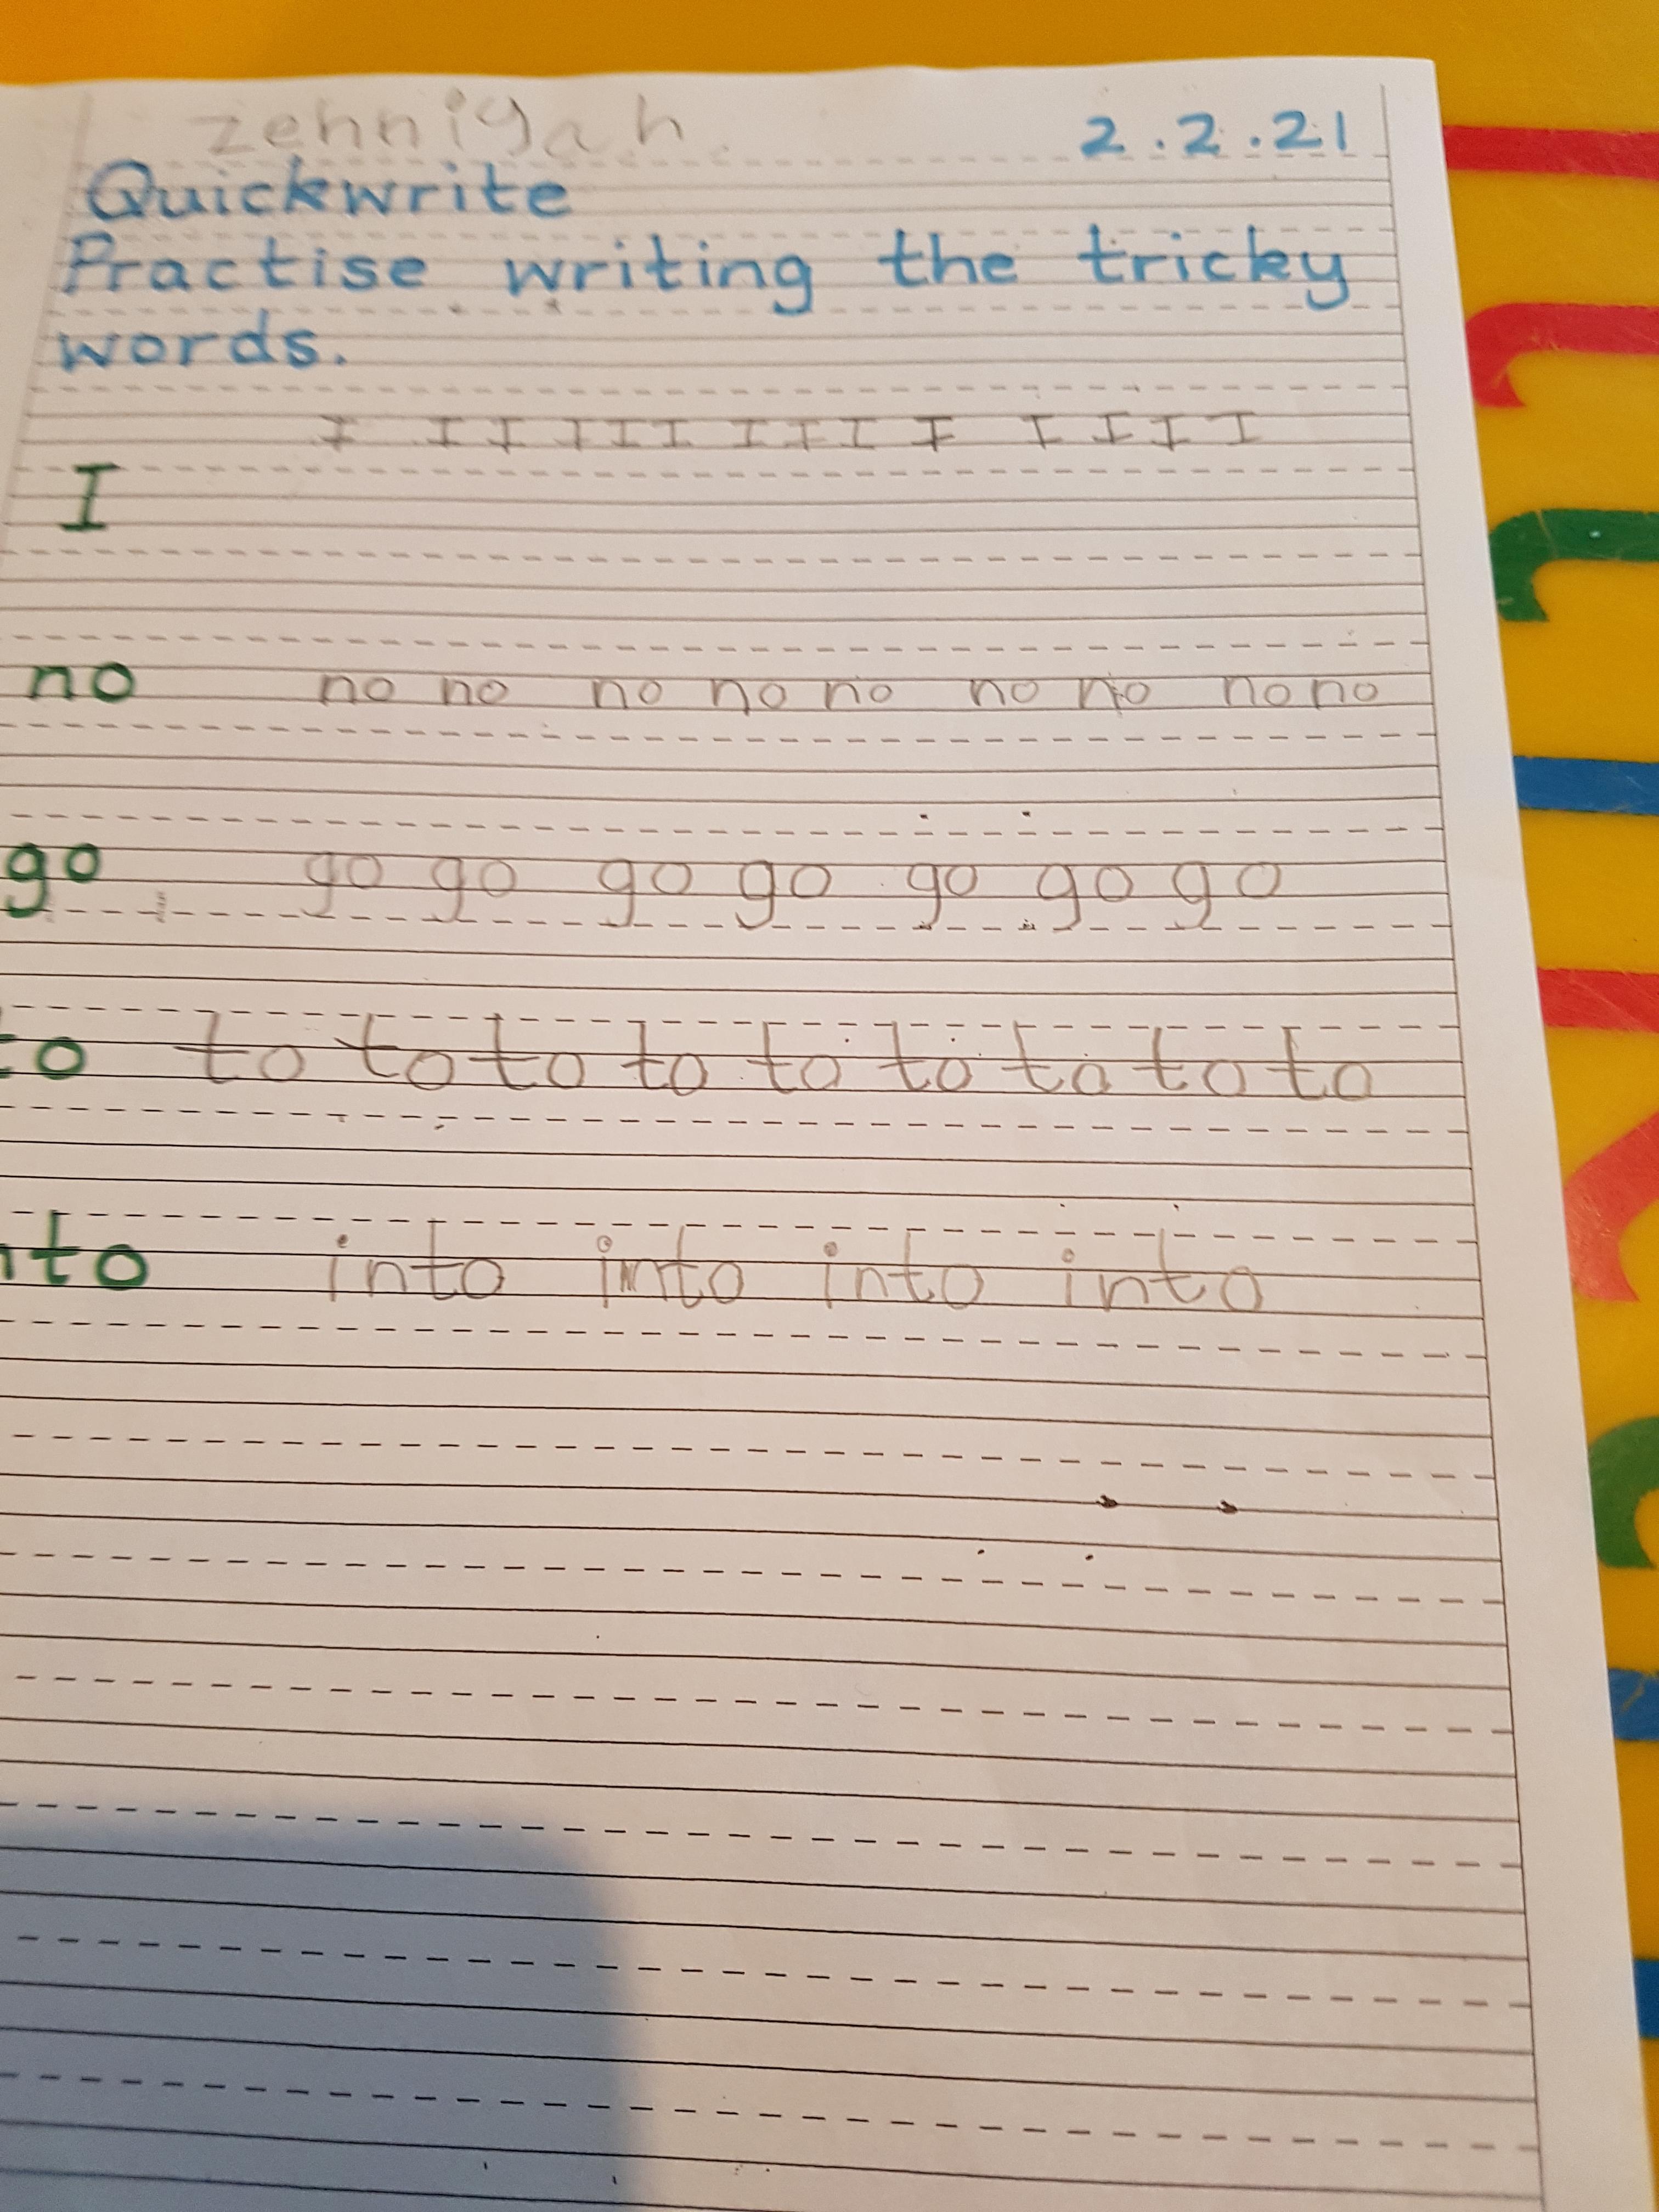 zehniyah 2.2.21
Quickwrite
Practise writing the tricky
words.
I I I I I I I I I I I I I I
I
no no no no no no no no no no
go go go go go go go go
to to to to to to to to to to
nto into into into into